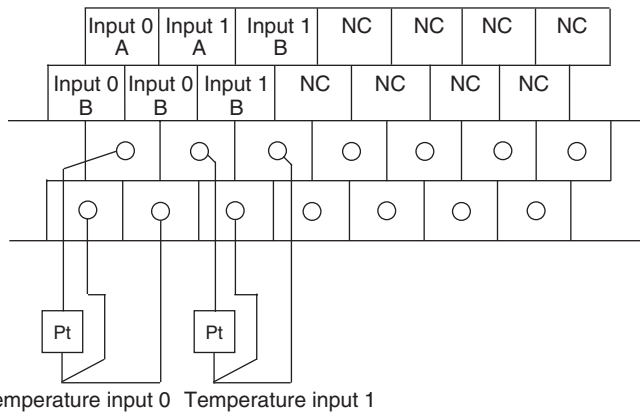 Input 0 Input 1 Input 1 NC NC NC NC
A A B
Input 0 Input 0 Input 1 NC NC NC NC
B B B
Pt Pt
emperature input 0 Temperature input 1